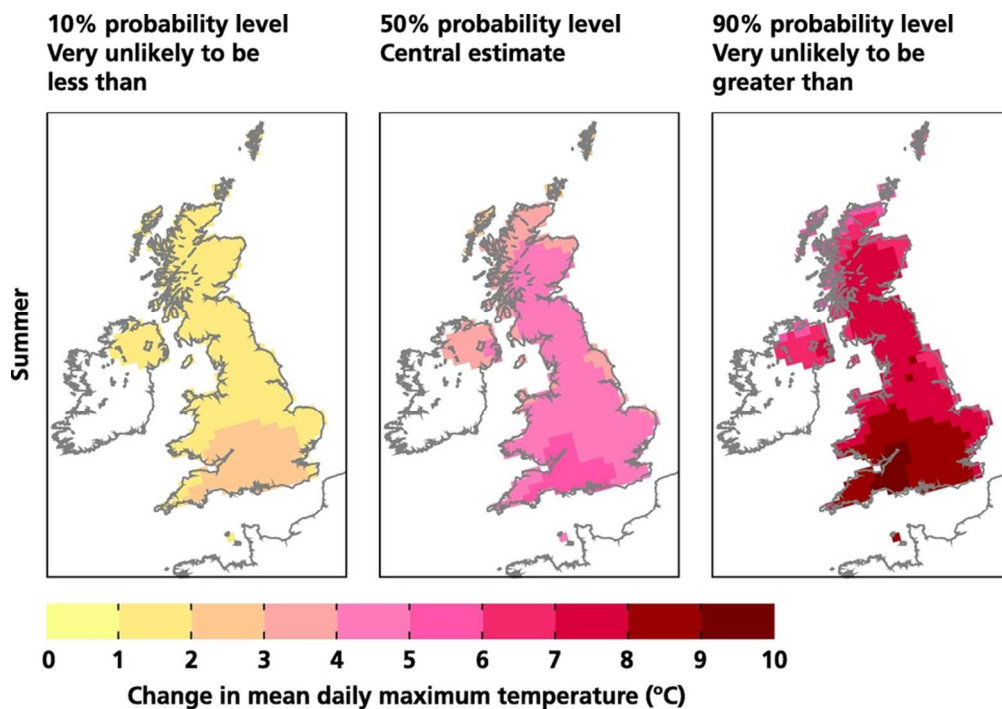 10% probability level
Very unlikely to be
less than
50% probability level
Central estimate
90% probability level
Very unlikely to be
greater than
Summer
0 1 2 3 4 5 6 7 8 9 10
Change in mean daily maximum temperature (ºC)